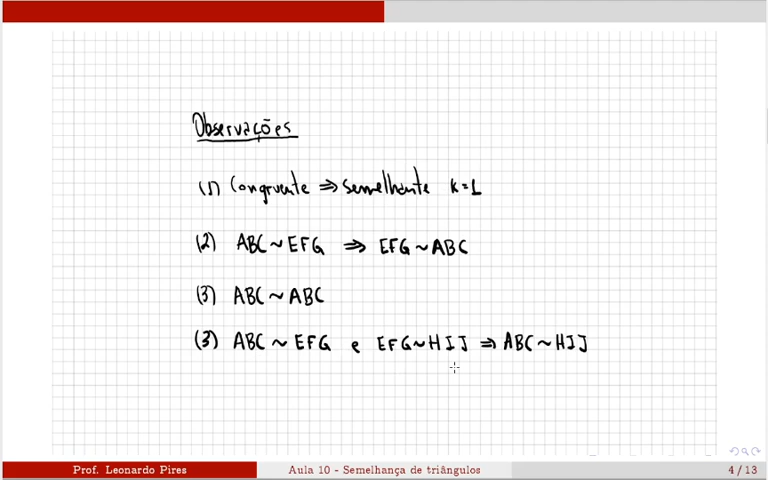 Observações
(1) Congruente ⇒ Semelhante K=1
(2) ABC ~ EFG ⇒ EFG ~ ABC
(3) ABC ~ ABC
(3) ABC ~ EFG e EFG ~ HIJ ⇒ ABC ~ HIJ
Prof. Leonardo Pires Aula 10 - Semelhança de triângulos 4 / 13